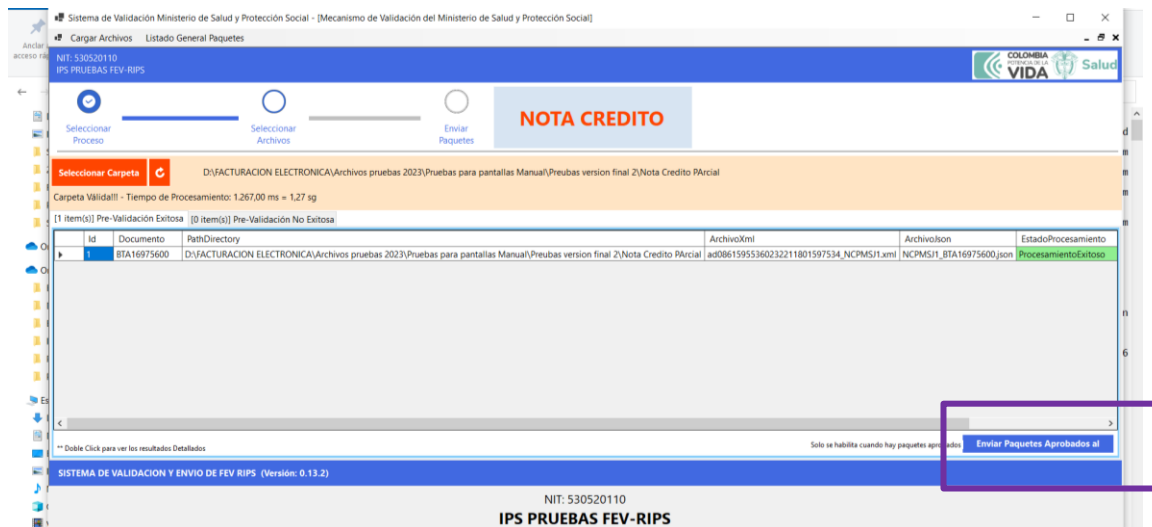 Sistema de Validación Ministerio de Salud y Protección Social - [Mecanismo de Validación del Ministerio de Salud y Protección Social]
Cargar Archivos Listado General Paquetes
Anclar
acceso rá
NIT: 530520110
IPS PRUEBAS FEV-RIPS
COLOMBIA
POTENCIA DE LA
VIDA
Salud
Seleccionar
Proceso
Seleccionar
Archivos
Enviar
Paquetes
NOTA CREDITO
Seleccionar Carpeta
D:\FACTURACION ELECTRONICA\Archivos pruebas 2023\Pruebas para pantallas Manual\Preubas version final 2\Nota Credito PArcial
Carpeta Válida!!! - Tiempo de Procesamiento: 1.267,00 ms = 1,27 sg
[1 item(s)] Pre-Validación Exitosa [0 item(s)] Pre-Validación No Exitosa
Id Documento PathDirectory ArchivoXml ArchivoJson EstadoProcesamiento
1 BTA16975600 D:\FACTURACION ELECTRONICA\Archivos pruebas 2023\Pruebas para pantallas Manual\Preubas version final 2\Nota Credito PArcial ad08615955360232211801597534_NCPMSJ1.xml NCPMSJ1_BTA16975600.json ProcesamientoExitoso
** Doble Click para ver los resultados Detallados
Solo se habilita cuando hay paquetes aprobados
Enviar Paquetes Aprobados al
SISTEMA DE VALIDACION Y ENVIO DE FEV RIPS (Versión: 0.13.2)
NIT: 530520110
IPS PRUEBAS FEV-RIPS